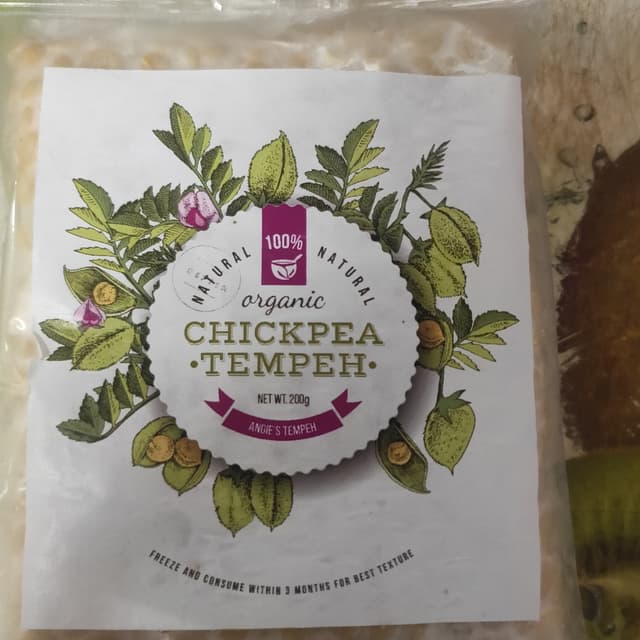 100%
NATURAL NATURAL
organic
CHICKPEA
TEMPEH
NET WT. 200g
ANGIE'S TEMPEH
FREEZE AND CONSUME WITHIN 3 MONTHS FOR BEST TEXTURE